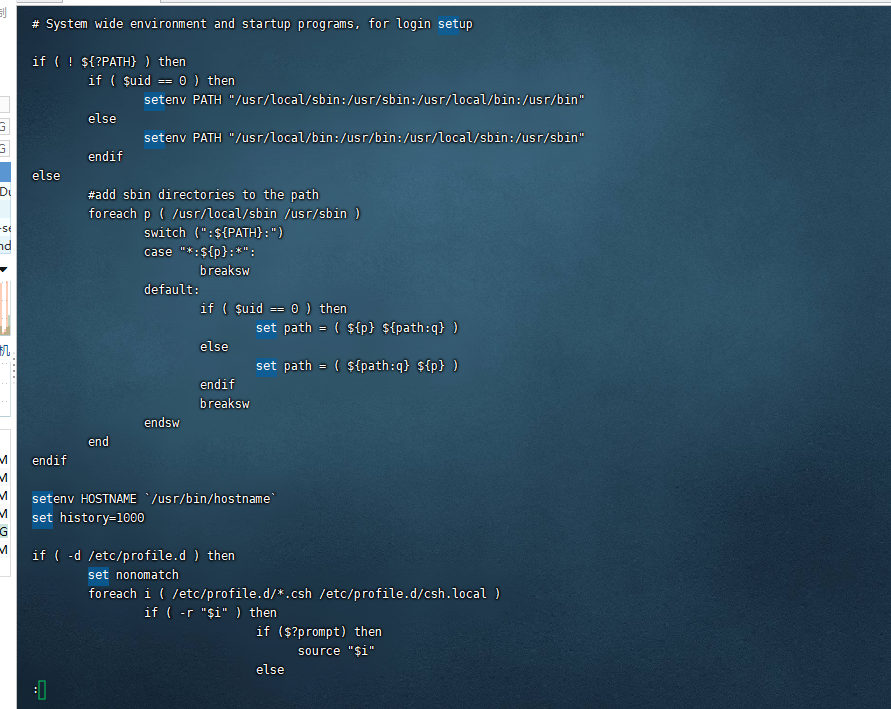 制
# System wide environment and startup programs, for login setup
if ( ! ${?PATH} ) then
if ( $uid == 0 ) then
setenv PATH "/usr/local/sbin:/usr/sbin:/usr/local/bin:/usr/bin"
G
else
setenv PATH "/usr/local/bin:/usr/bin:/usr/local/sbin:/usr/sbin"
G
endif
else
Du
#add sbin directories to the path
foreach p ( /usr/local/sbin /usr/sbin )
-se
switch (":${PATH}:")
nd
case "*:${p}:*":
breaksw
default:
if ( $uid == 0 ) then
set path = ( ${p} ${path:q} )
机
else
set path = ( ${path:q} ${p} )
endif
breaksw
endsw
end
M
endif
M
M
setenv HOSTNAME `/usr/bin/hostname`
M
set history=1000
G
M
if ( -d /etc/profile.d ) then
set nonomatch
foreach i ( /etc/profile.d/*.csh /etc/profile.d/csh.local )
if ( -r "$i" ) then
if ($?prompt) then
source "$i"
else
: